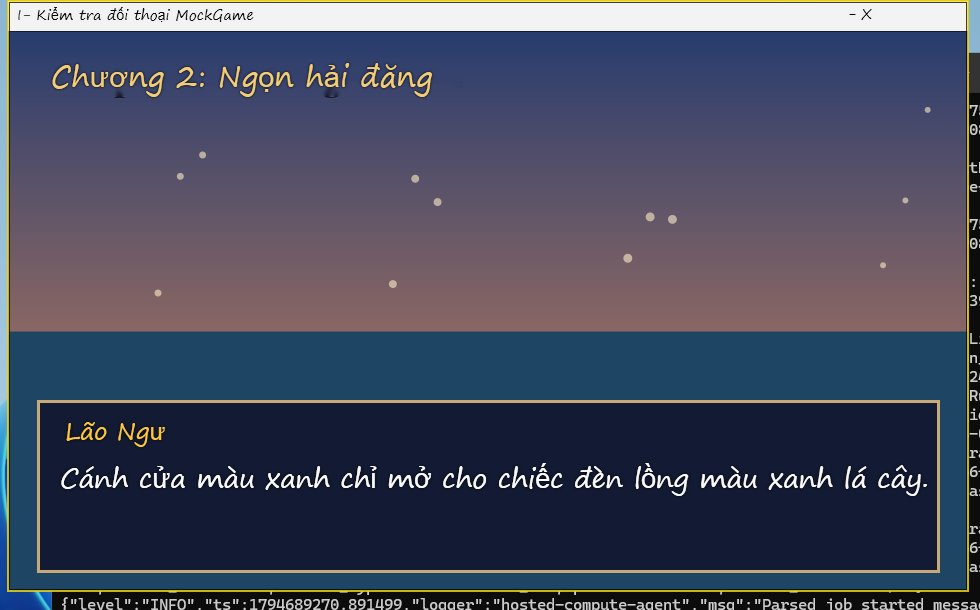 I- Kiểm tra đối thoại MockGame
- X
Chương 2: Ngọn hải đăng
Lão Ngư
Cánh cửa màu xanh chỉ mở cho chiếc đèn lồng màu xanh lá cây.
{"level":"INFO","ts":1794689270.891499,"logger":"hosted-compute-agent","msg":"Parsed job started mess